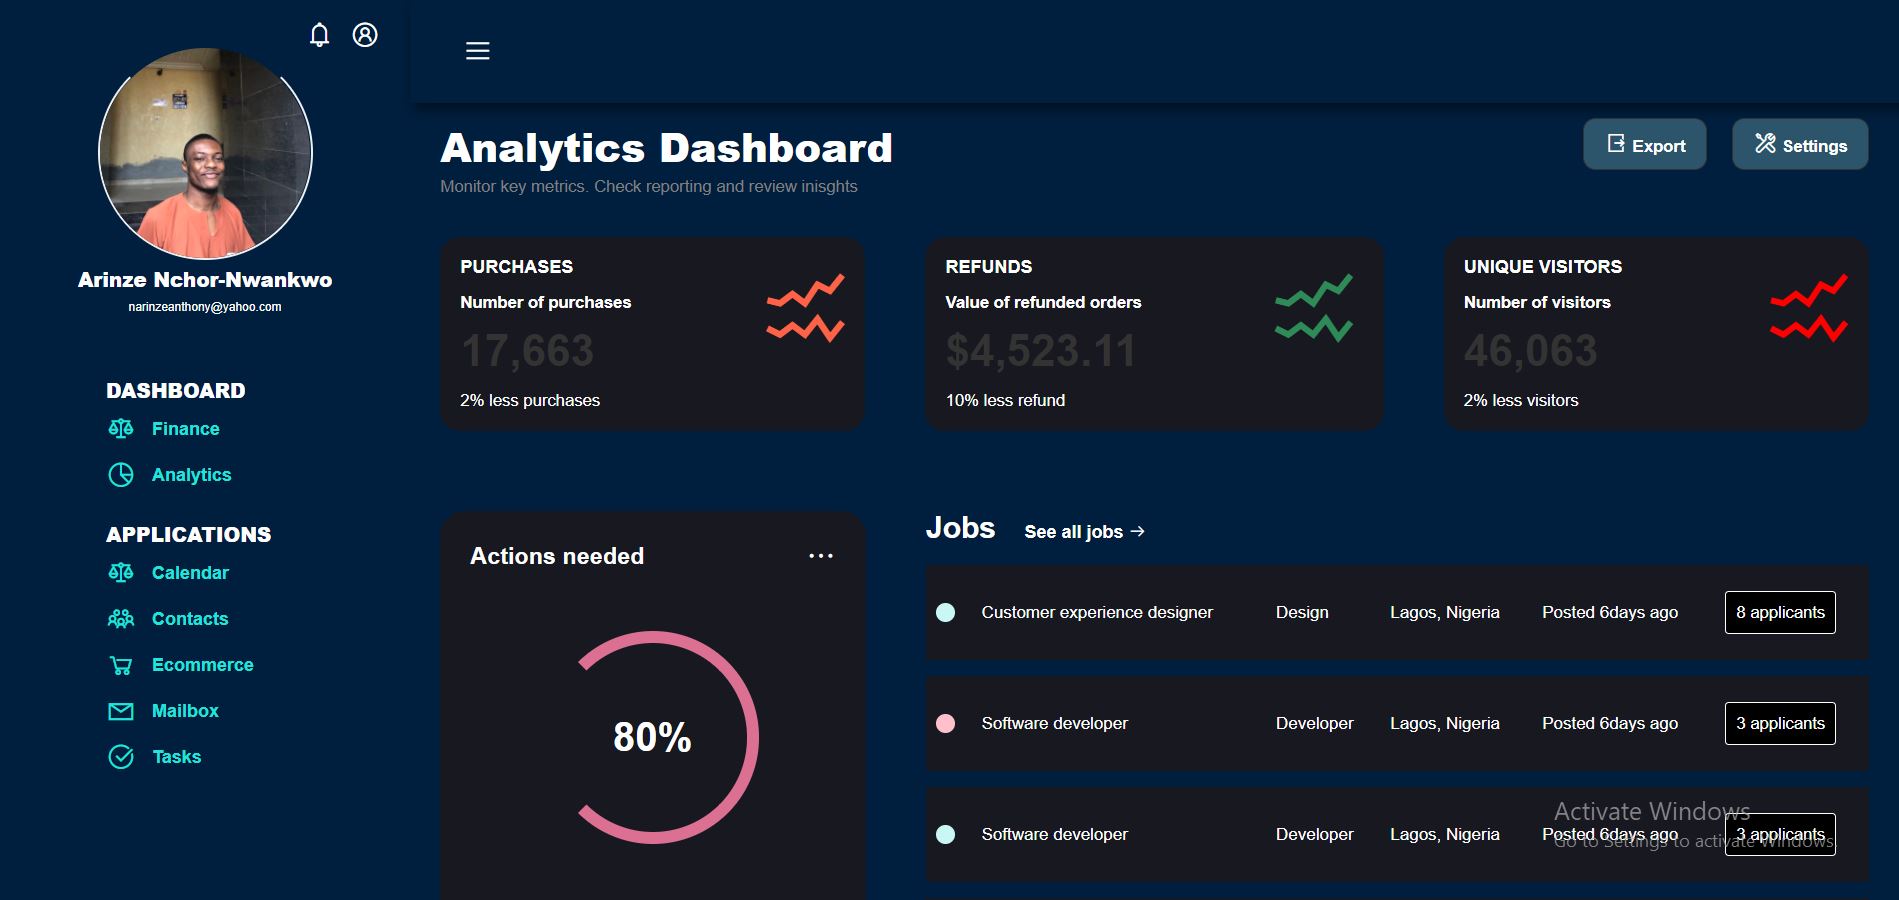 Arinze Nchor-Nwankwo
narinzeanthony@yahoo.com
DASHBOARD
Finance
Analytics
APPLICATIONS
Calendar
Contacts
Ecommerce
Mailbox
Tasks
Analytics Dashboard
Monitor key metrics. Check reporting and review inisghts
Export
Settings
PURCHASES
Number of purchases
17,663
2% less purchases
REFUNDS
Value of refunded orders
$4,523.11
10% less refund
UNIQUE VISITORS
Number of visitors
46,063
2% less visitors
Actions needed
80%
Jobs See all jobs →
Customer experience designer Design Lagos, Nigeria Posted 6days ago 8 applicants
Software developer Developer Lagos, Nigeria Posted 6days ago 3 applicants
Software developer Developer Lagos, Nigeria Posted 6days ago 3 applicants
Activate Windows
Go to Settings to activate Windows.